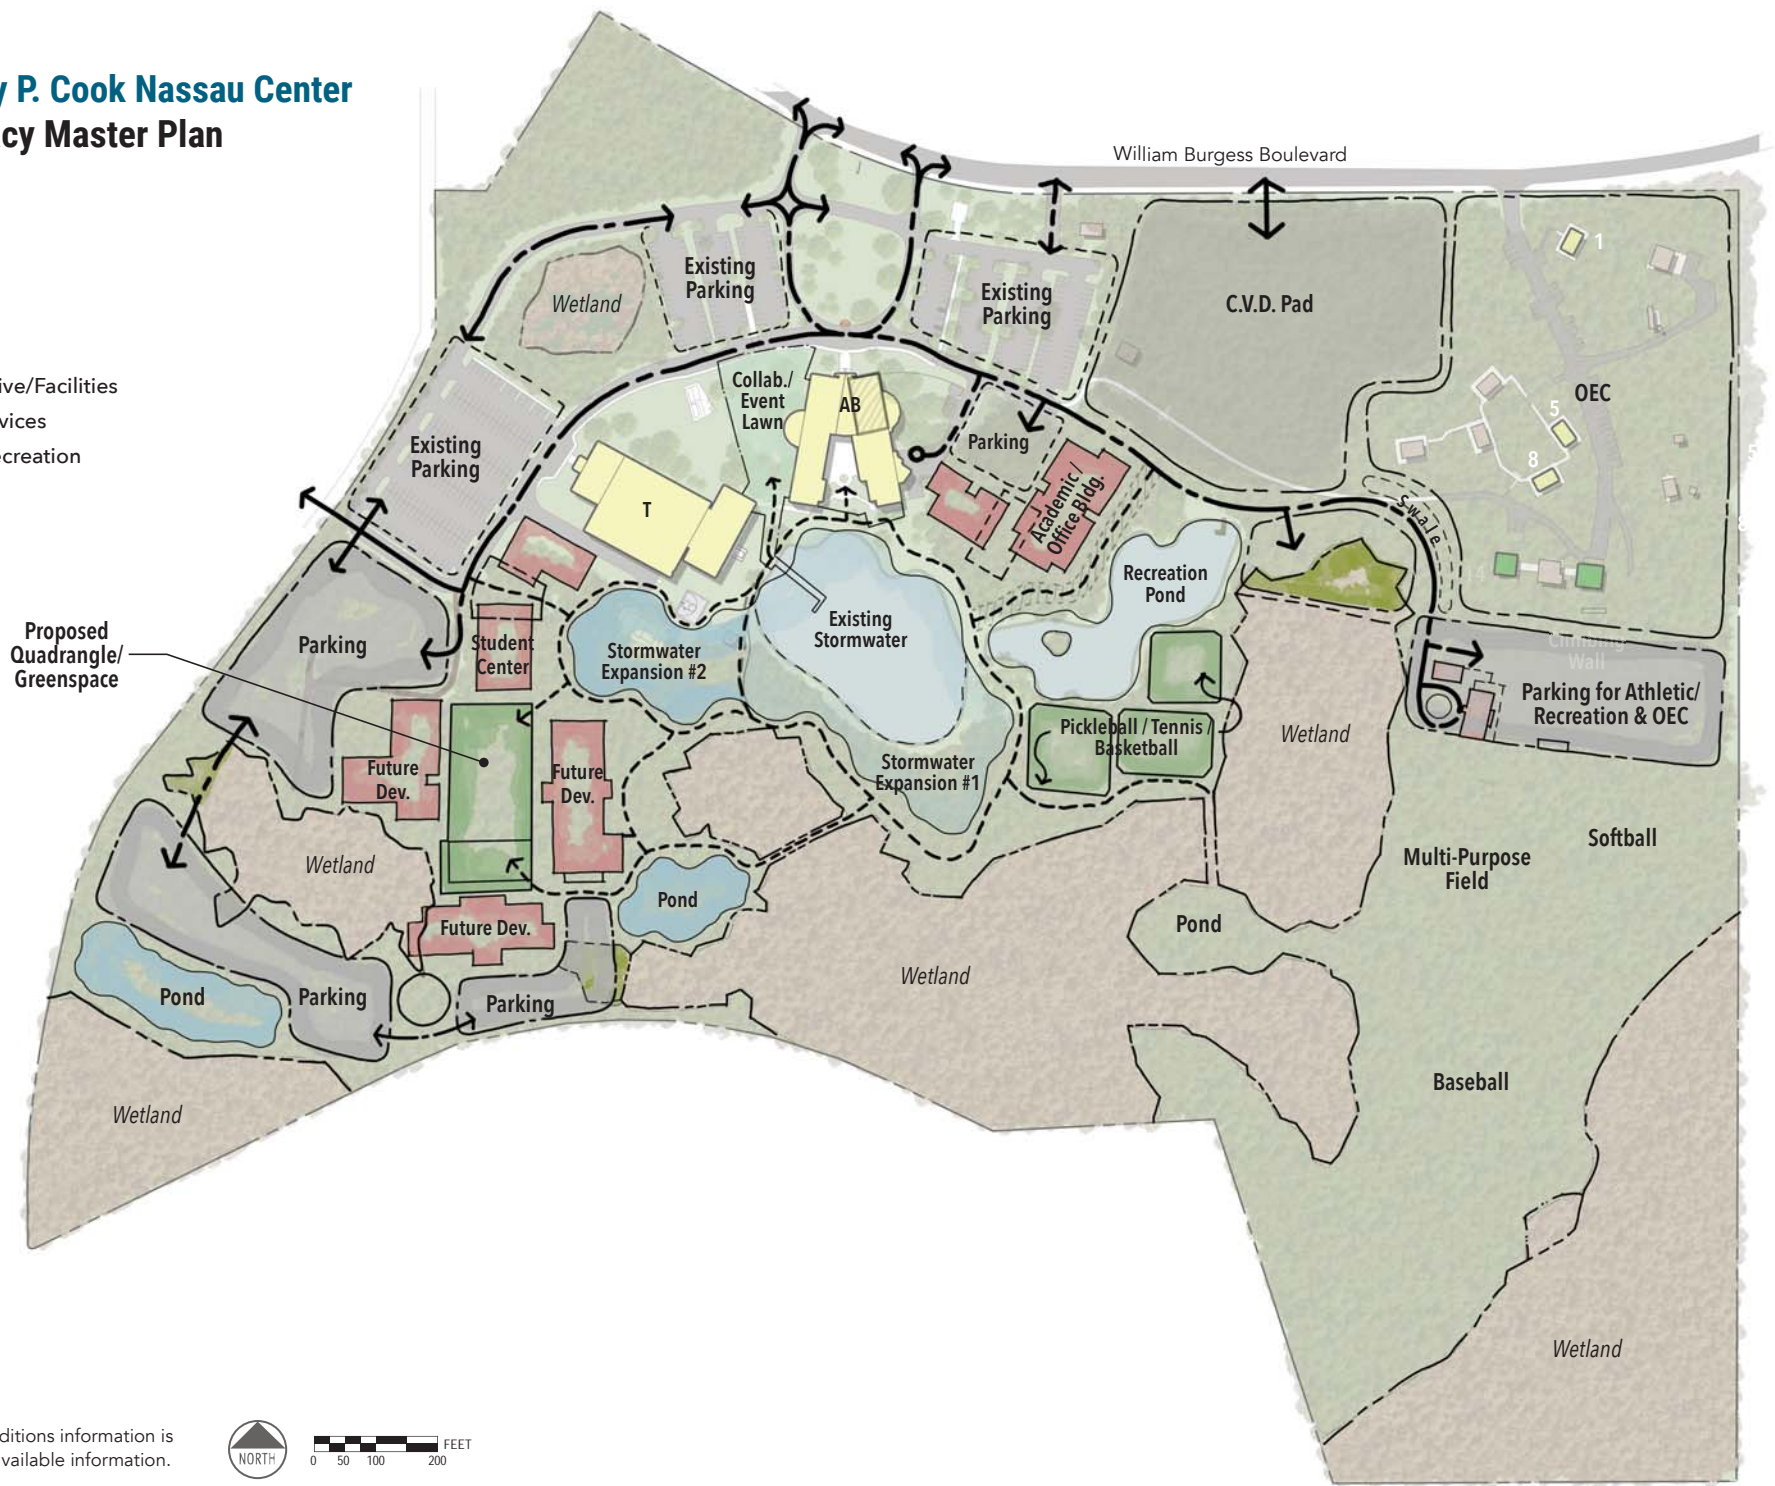 y P. Cook Nassau Center
cy Master Plan
William Burgess Boulevard
ive/Facilities
vices
ecreation
Wetland
Existing
Parking
Existing
Parking
C.V.D. Pad
1
OEC
5
8
Collab./
Event
Lawn
AB
Parking
Existing
Parking
T
Academic /
Office Bldg.
Swale
Recreation
Pond
Existing
Stormwater
Proposed
Quadrangle/
Greenspace
Parking
Student
Center
Stormwater
Expansion #2
Climbing
Wall
Parking for Athletic/
Recreation & OEC
Pickleball / Tennis /
Basketball
Wetland
Future
Dev.
Future
Dev.
Stormwater
Expansion #1
Softball
Multi-Purpose
Field
Wetland
Pond
Pond
Future Dev.
Wetland
Pond
Parking
Parking
Baseball
Wetland
Wetland
ditions information is
vailable information.
NORTH
FEET
0 50 100 200